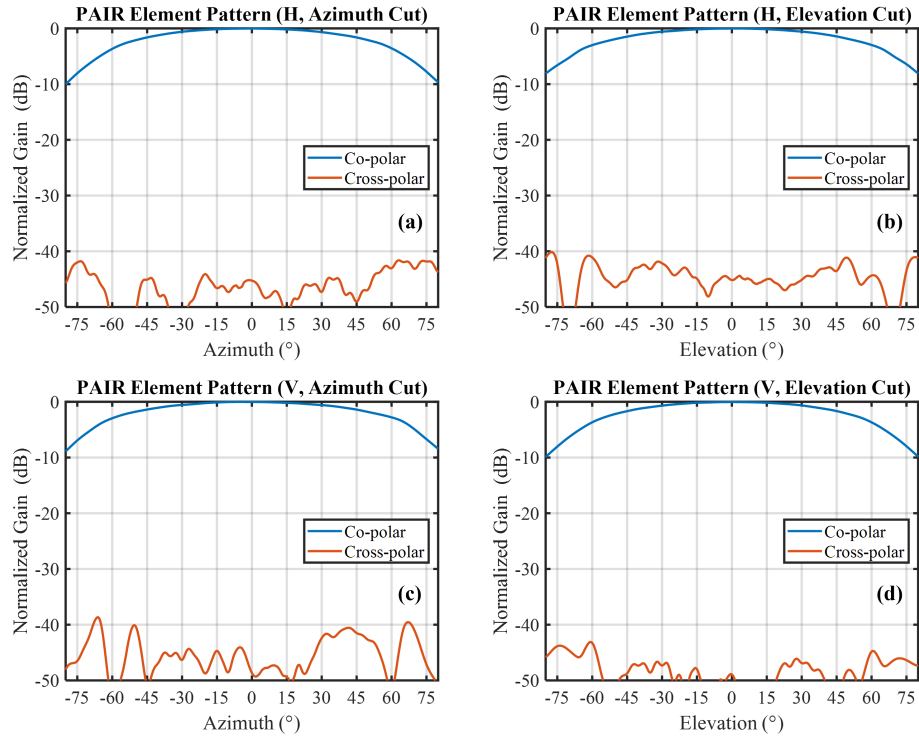 PAIR Element Pattern (H, Azimuth Cut)
0
-10
-20
-30
-40
-50
Normalized Gain (dB)
Co-polar
Cross-polar
(a)
-75 -60 -45 -30 -15 0 15 30 45 60 75
Azimuth (°)
PAIR Element Pattern (H, Elevation Cut)
0
-10
-20
-30
-40
-50
Normalized Gain (dB)
Co-polar
Cross-polar
(b)
-75 -60 -45 -30 -15 0 15 30 45 60 75
Elevation (°)
PAIR Element Pattern (V, Azimuth Cut)
0
-10
-20
-30
-40
-50
Normalized Gain (dB)
Co-polar
Cross-polar
(c)
-75 -60 -45 -30 -15 0 15 30 45 60 75
Azimuth (°)
PAIR Element Pattern (V, Elevation Cut)
0
-10
-20
-30
-40
-50
Normalized Gain (dB)
Co-polar
Cross-polar
(d)
-75 -60 -45 -30 -15 0 15 30 45 60 75
Elevation (°)